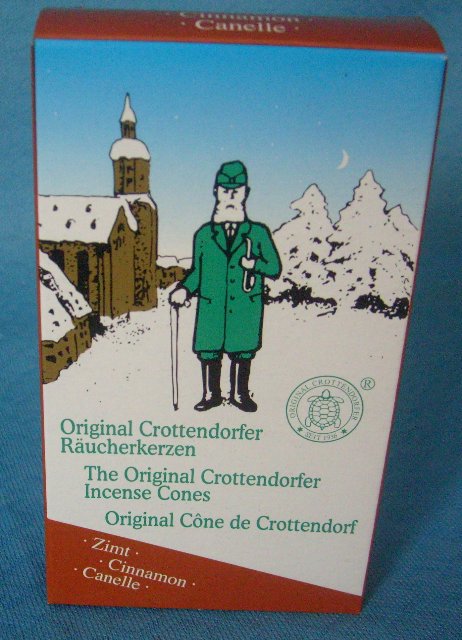 Cinnamon
Canelle ·
ORIGINAL CROTTENDORFER
SEIT 1936
®
Original Crottendorfer
Räucherkerzen
The Original Crottendorfer
Incense Cones
Original Cône de Crottendorf
· Zimt ·
· Cinnamon ·
· Canelle ·